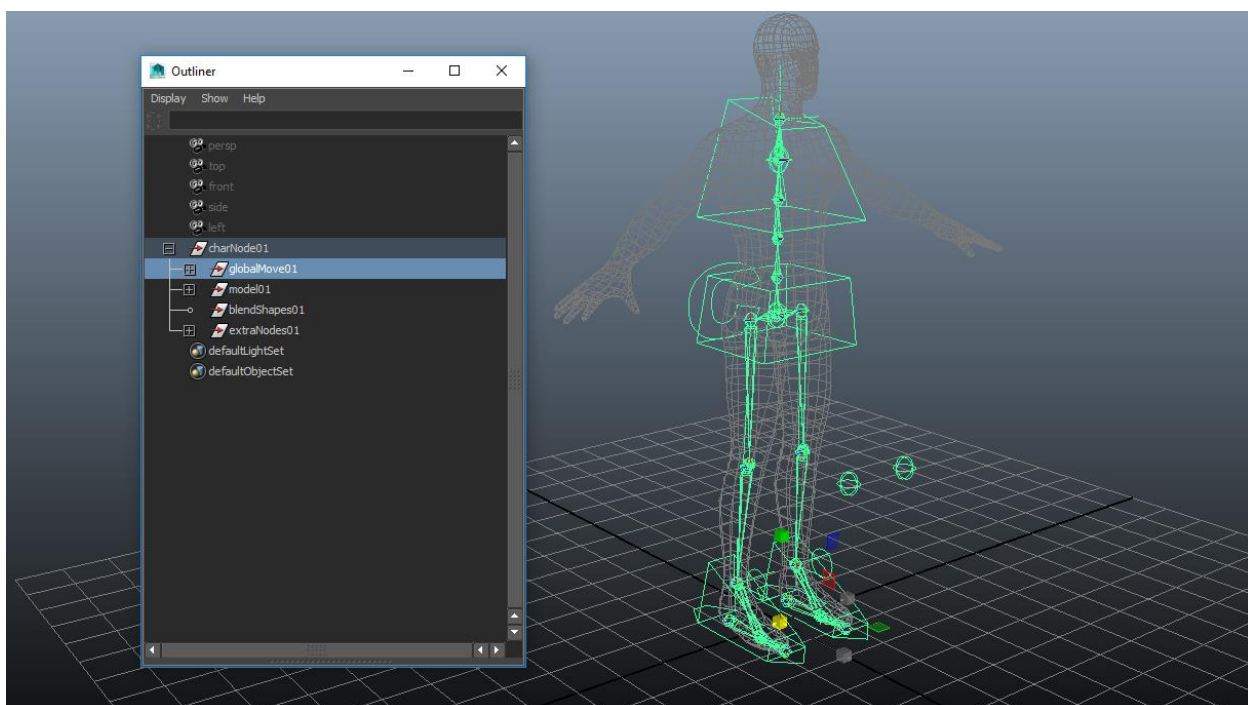 Outliner
Display Show Help
persp
top
front
side
left
charNode01
globalMove01
model01
blendShapes01
extraNodes01
defaultLightSet
defaultObjectSet